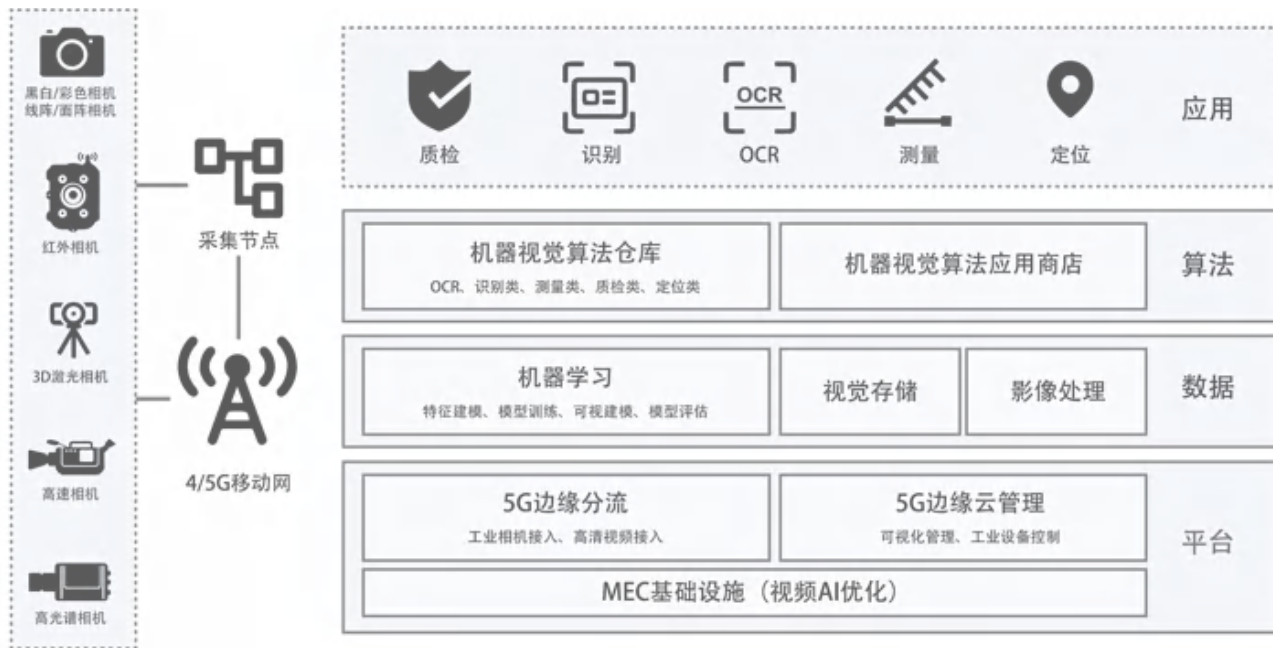 黑白/彩色相机
线阵/面阵相机
红外相机
3D激光相机
高速相机
高光谱相机
采集节点
4/5G移动网
质检
识别
OCR
OCR
测量
定位
应用
机器视觉算法仓库
OCR、识别类、测量类、质检类、定位类
机器视觉算法应用商店
算法
机器学习
特征建模、模型训练、可视建模、模型评估
视觉存储
影像处理
数据
5G边缘分流
工业相机接入、高清视频接入
5G边缘云管理
可视化管理、工业设备控制
MEC基础设施（视频AI优化）
平台